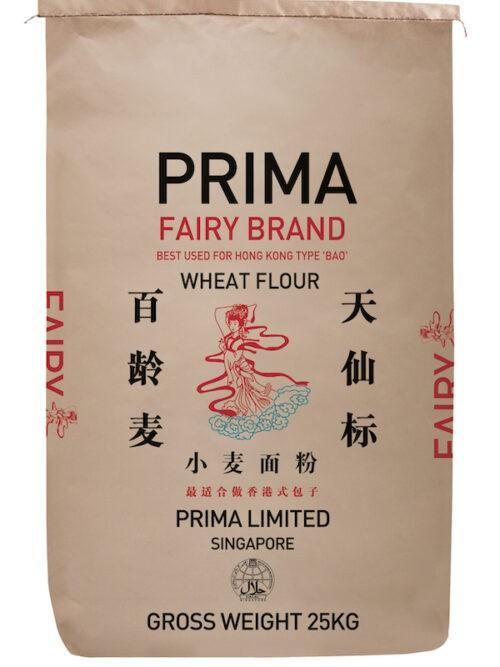 PRIMA
FAIRY BRAND
BEST USED FOR HONG KONG TYPE 'BAO'
WHEAT FLOUR
百龄麦
天仙标
FAIRY
FAIRY
小麦面粉
最适合做香港式包子
PRIMA LIMITED
SINGAPORE
GROSS WEIGHT 25KG